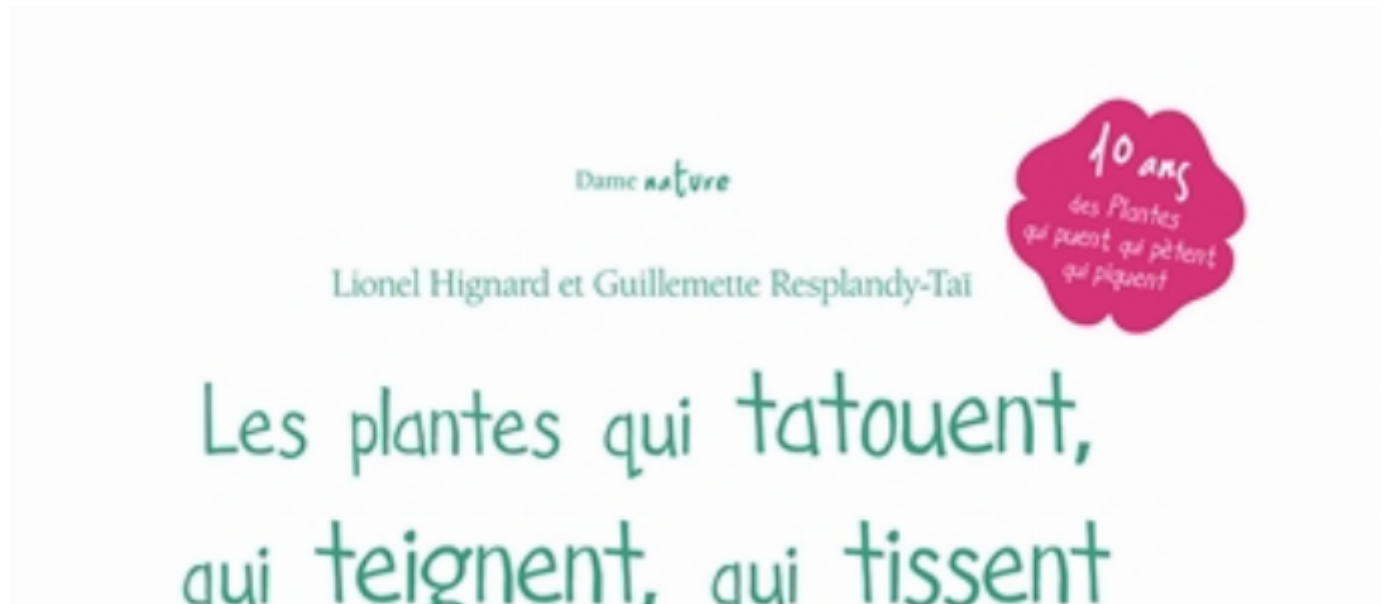 Dame nature
10 ans
des Plantes
qui puent qui pètent
qui piquent
Lionel Hignard et Guillemette Resplandy-Taï
Les plantes qui tatouent,
qui teignent, qui tissent